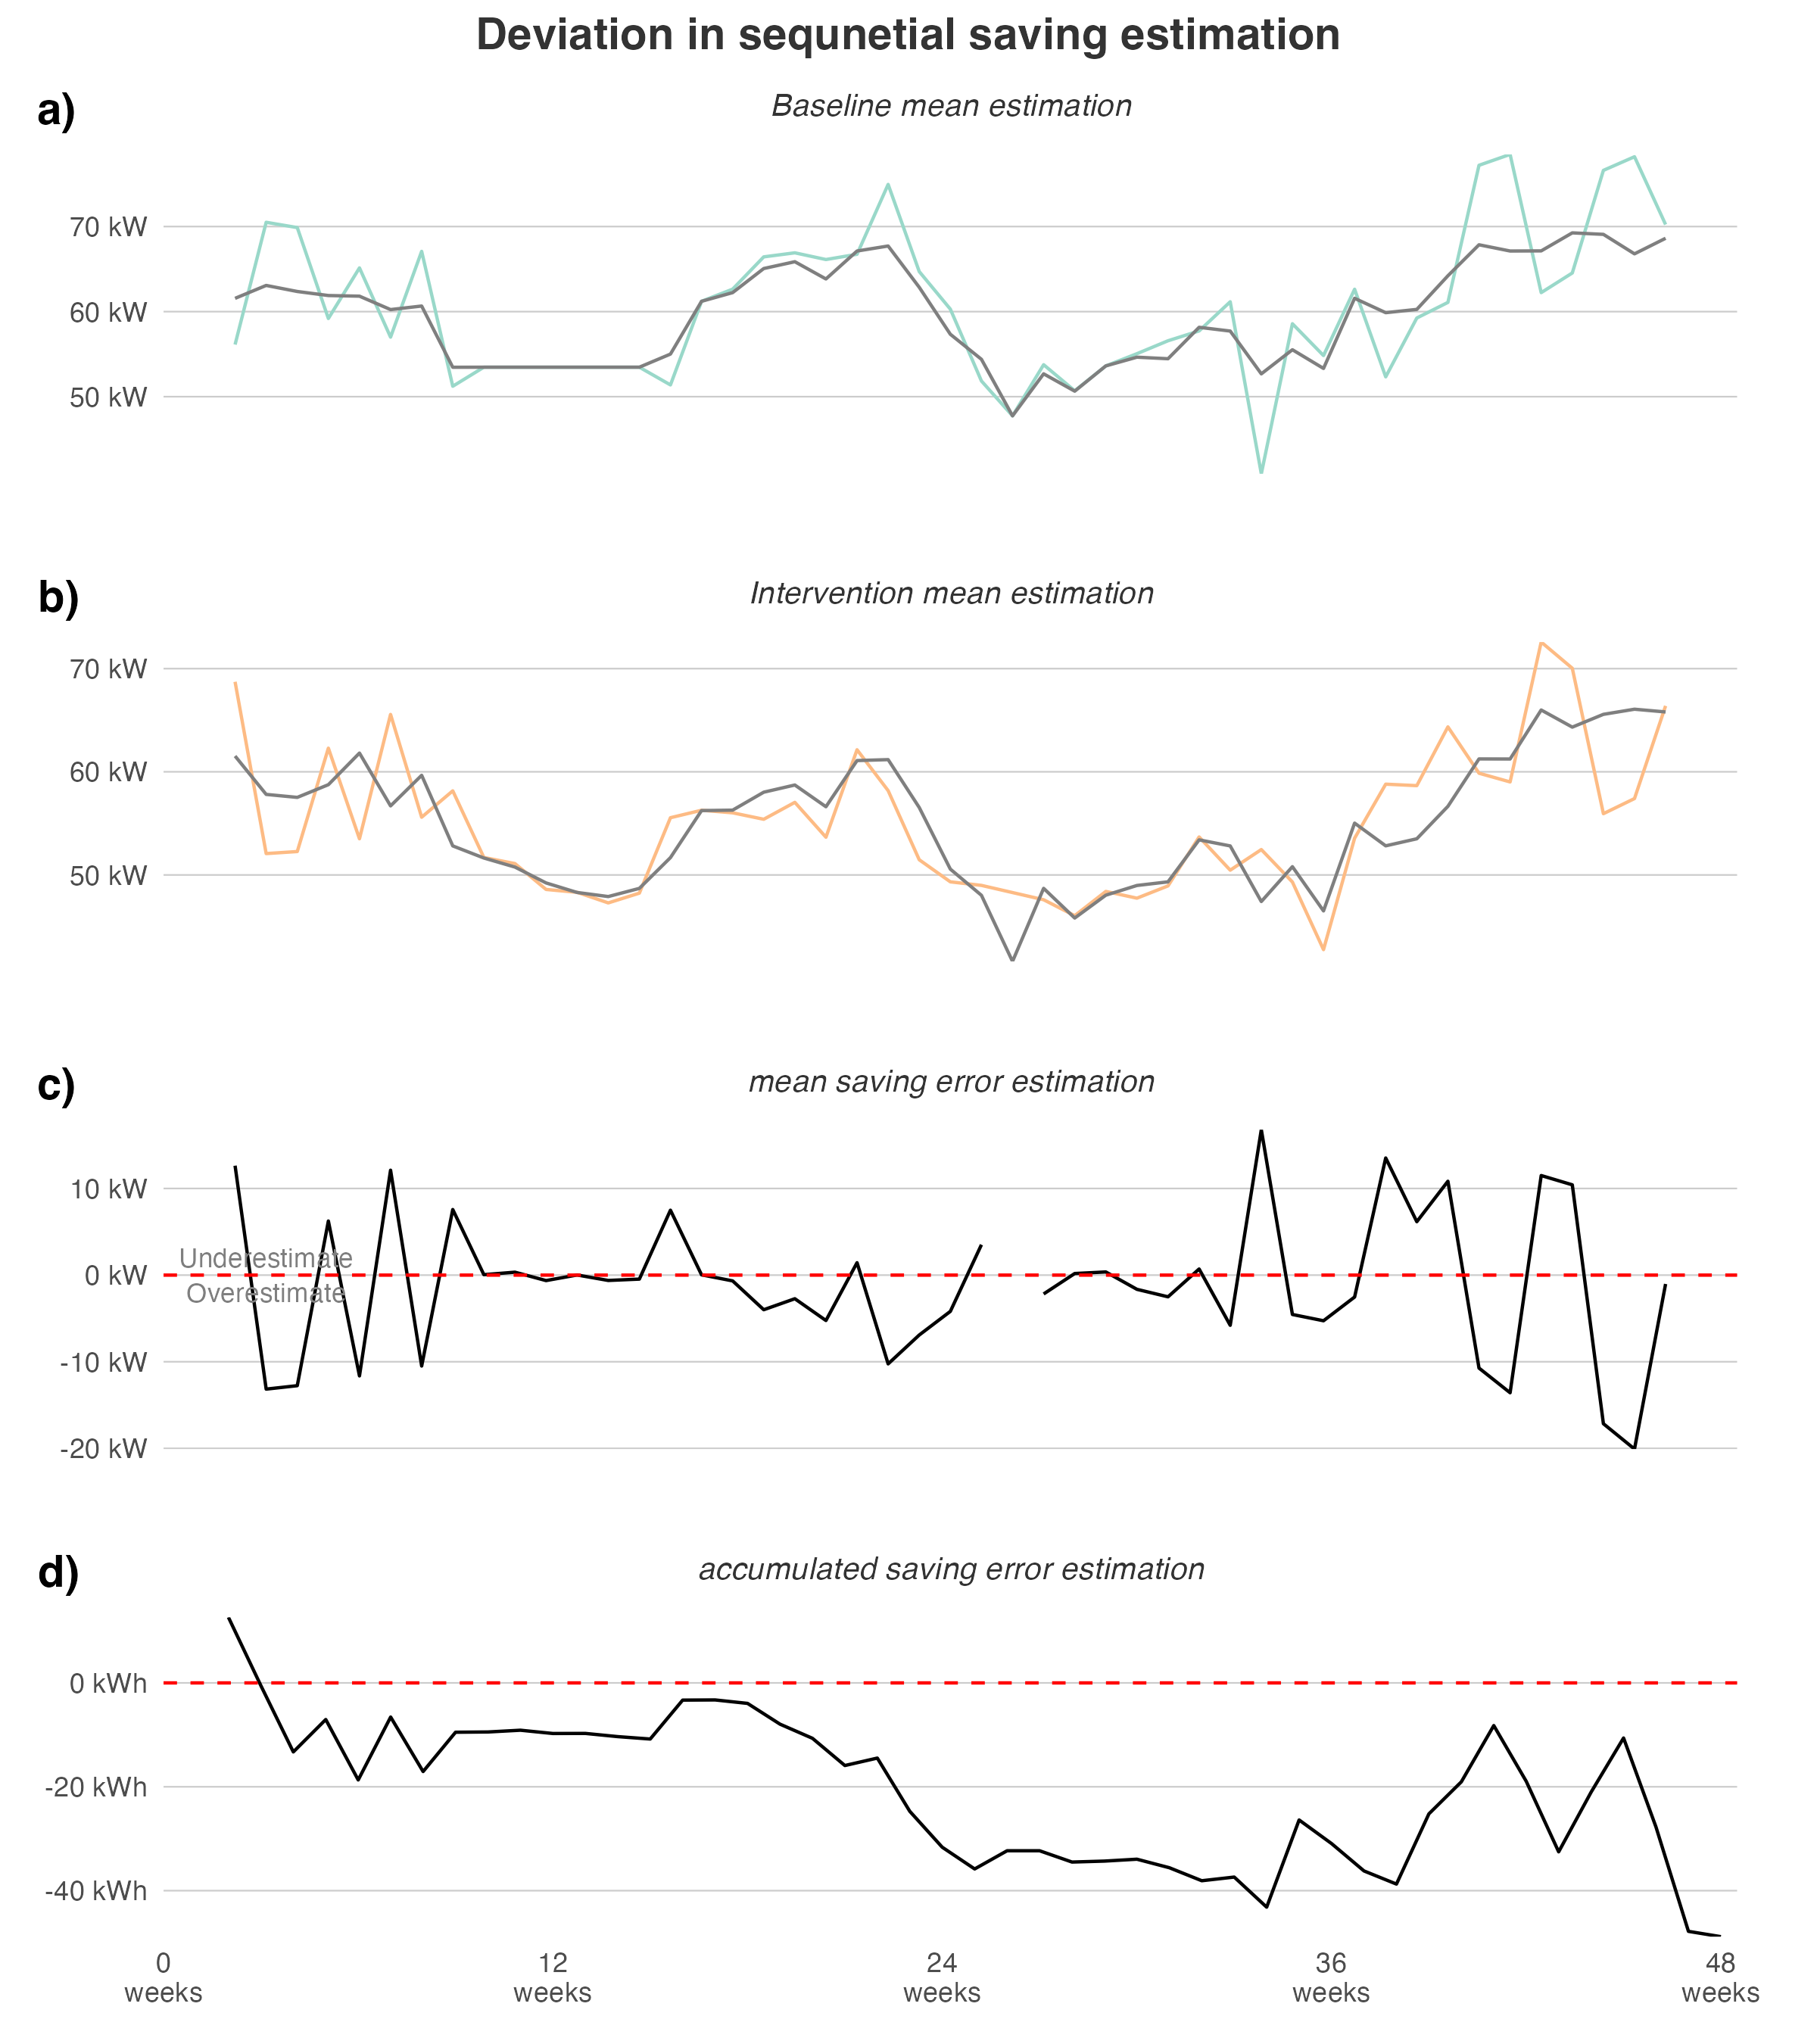 Deviation in sequnetial saving estimation
a)
Baseline mean estimation
70 kW
60 kW
50 kW
b)
Intervention mean estimation
70 kW
60 kW
50 kW
c)
mean saving error estimation
10 kW
Underestimate
0 kW
Overestimate
-10 kW
-20 kW
d)
accumulated saving error estimation
0 kWh
-20 kWh
-40 kWh
0 12 24 36 48
weeks weeks weeks weeks weeks